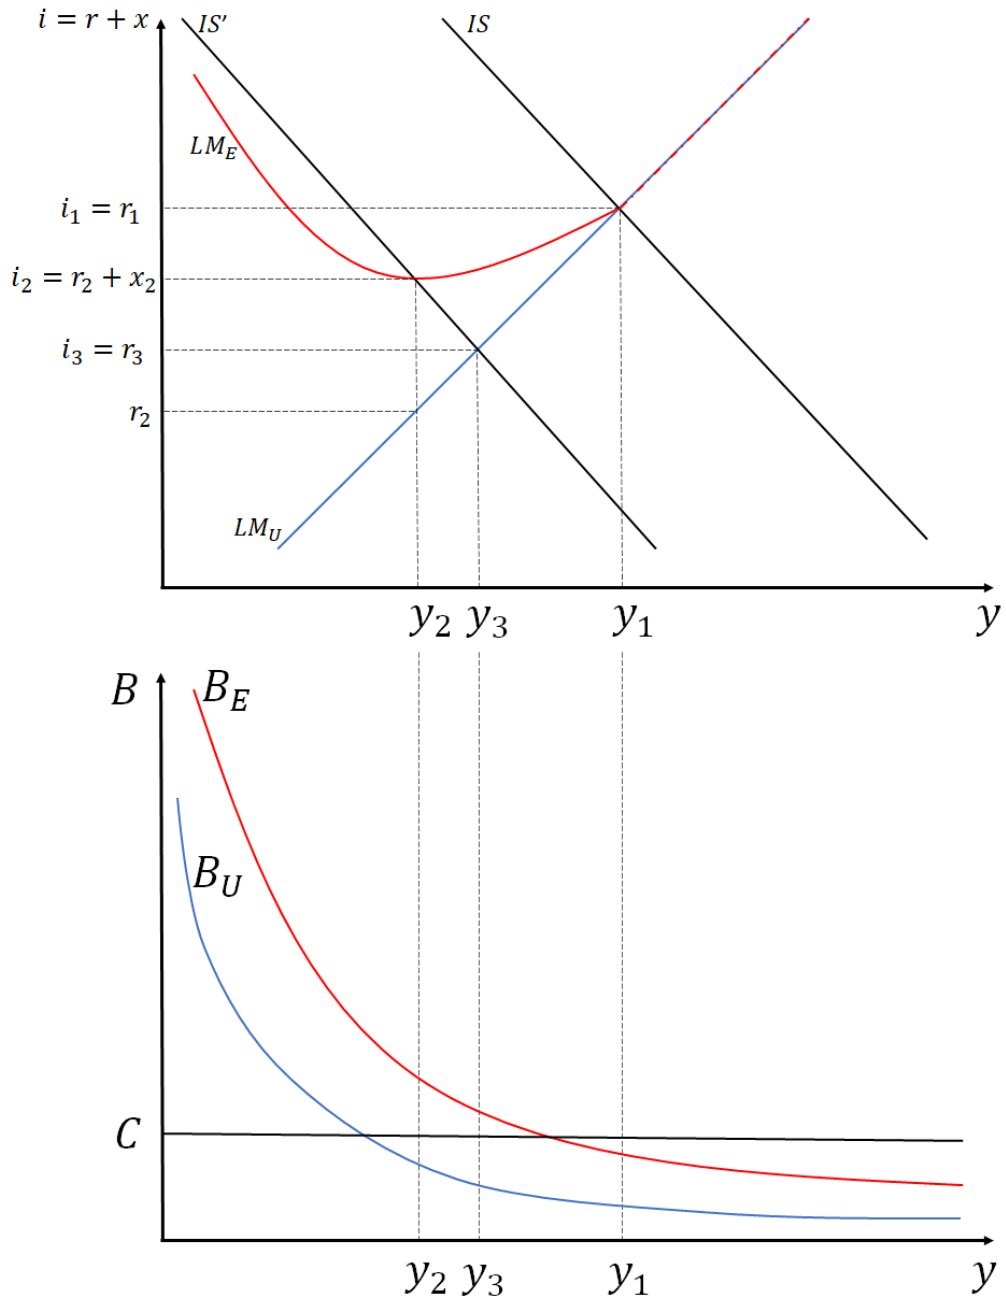 i = r + x
IS'
IS
LM_E
i_1 = r_1
i_2 = r_2 + x_2
i_3 = r_3
r_2
LM_U
y_2 y_3 y_1 y
B
B_E
B_U
C
y_2 y_3 y_1 y